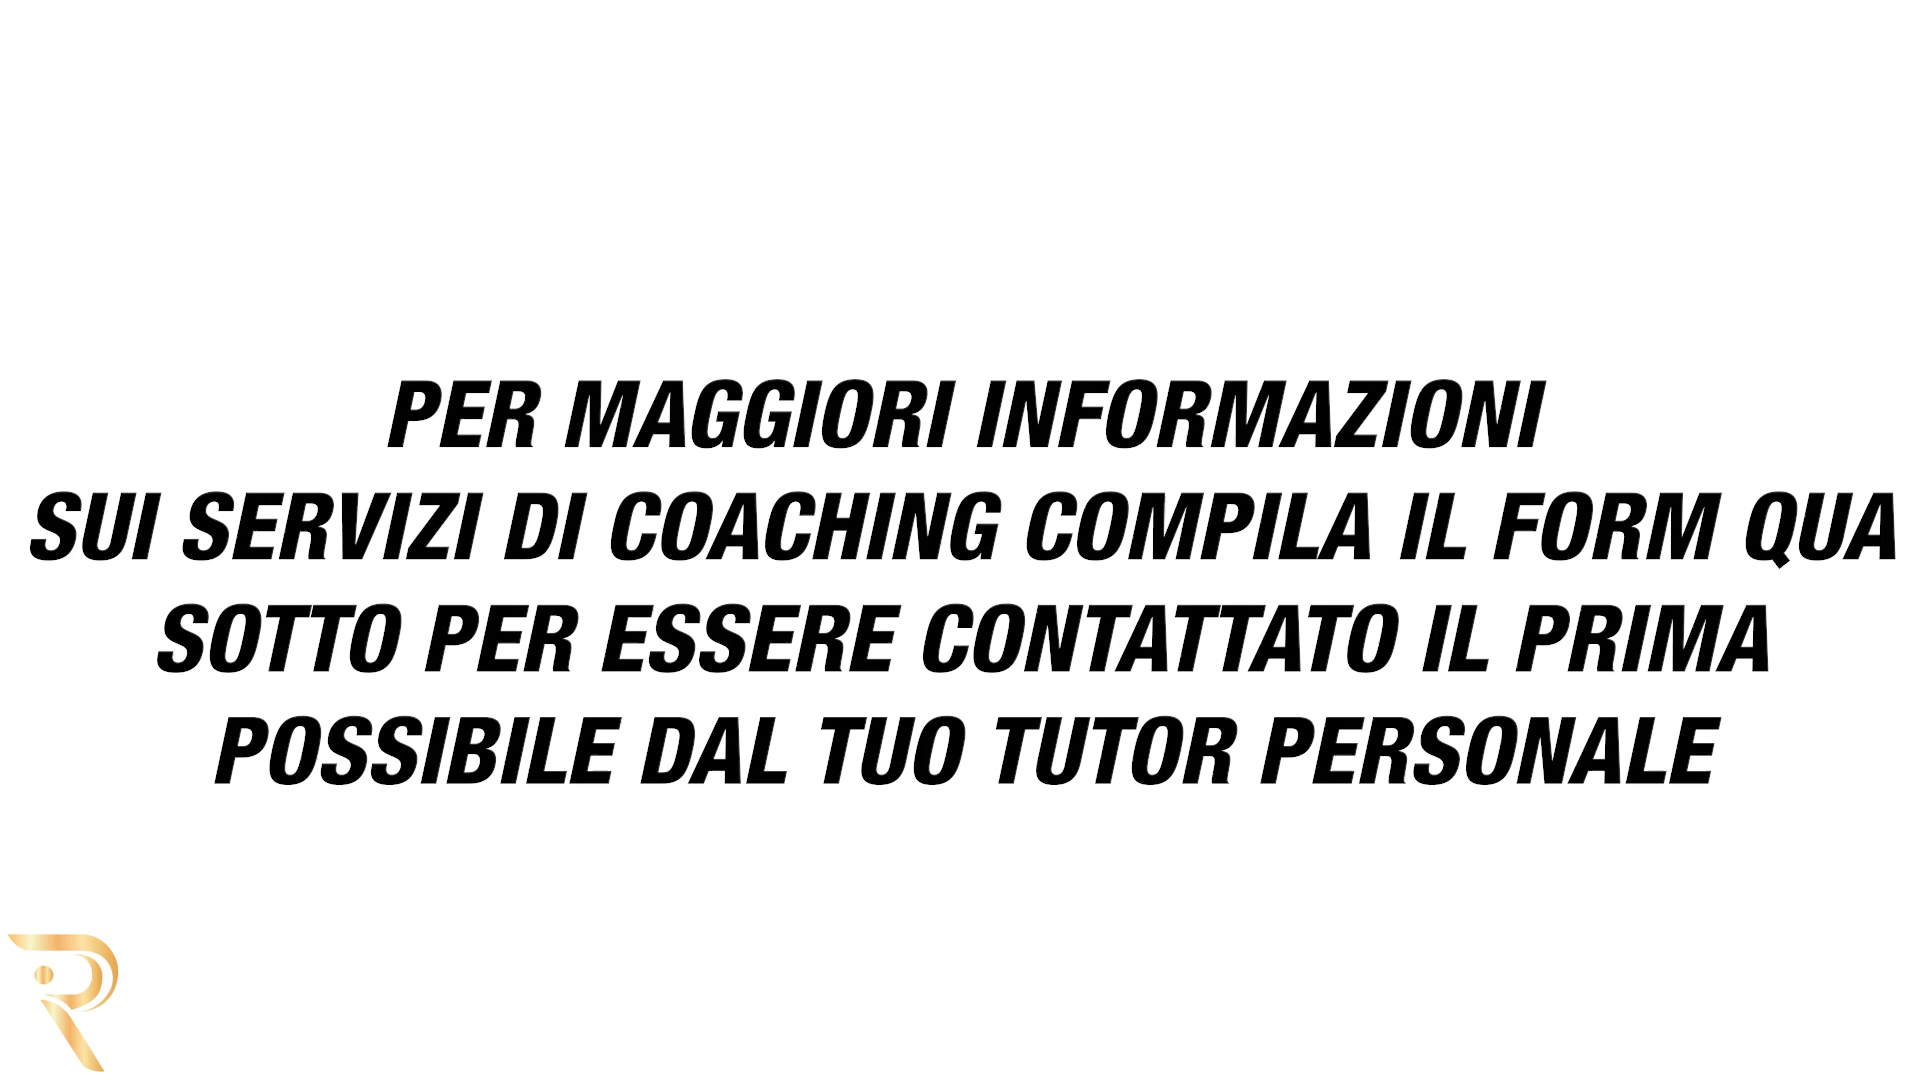 PER MAGGIORI INFORMAZIONI
SUI SERVIZI DI COACHING COMPILA IL FORM QUA
SOTTO PER ESSERE CONTATTATO IL PRIMA
POSSIBILE DAL TUO TUTOR PERSONALE
R